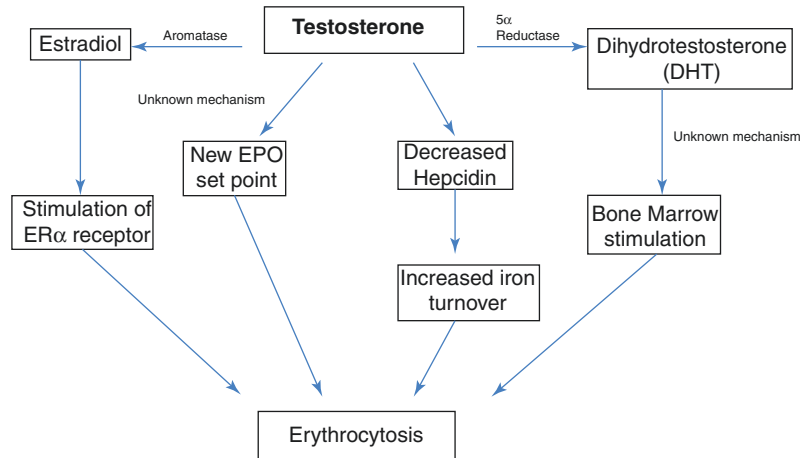 Testosterone
Aromatase
Estradiol
5α
Reductase
Dihydrotestosterone
(DHT)
Unknown mechanism
New EPO
set point
Decreased
Hepcidin
Unknown mechanism
Stimulation of
ERα receptor
Bone Marrow
stimulation
Increased iron
turnover
Erythrocytosis